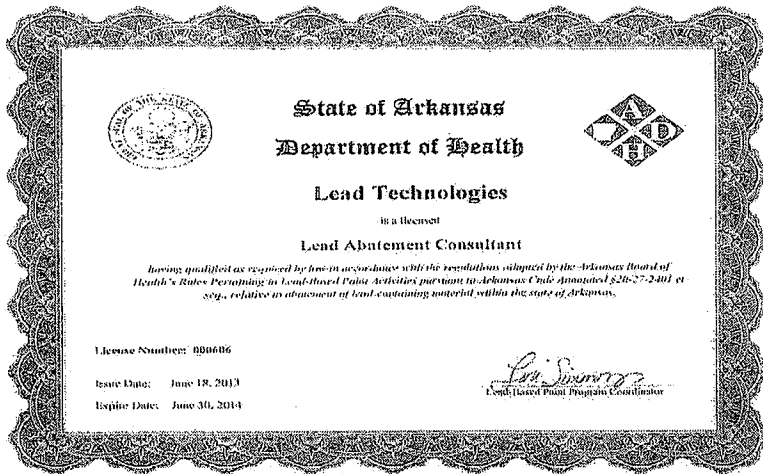 State of Arkansas
Department of Health
A
D
H
Lead Technologies
is a licensed
Lead Abatement Consultant
having qualified as required by law in accordance with the regulations adopted by the Arkansas Board of
Health's Rules Pertaining to Lead-Based Paint Activities pursuant to Arkansas Code Annotated §20-27-2401 et
seq., relative to abatement of lead-containing material within the state of Arkansas.
License Number: 000606
Issue Date: June 18, 2013
Expire Date: June 30, 2014
Lead-Based Paint Program Coordinator